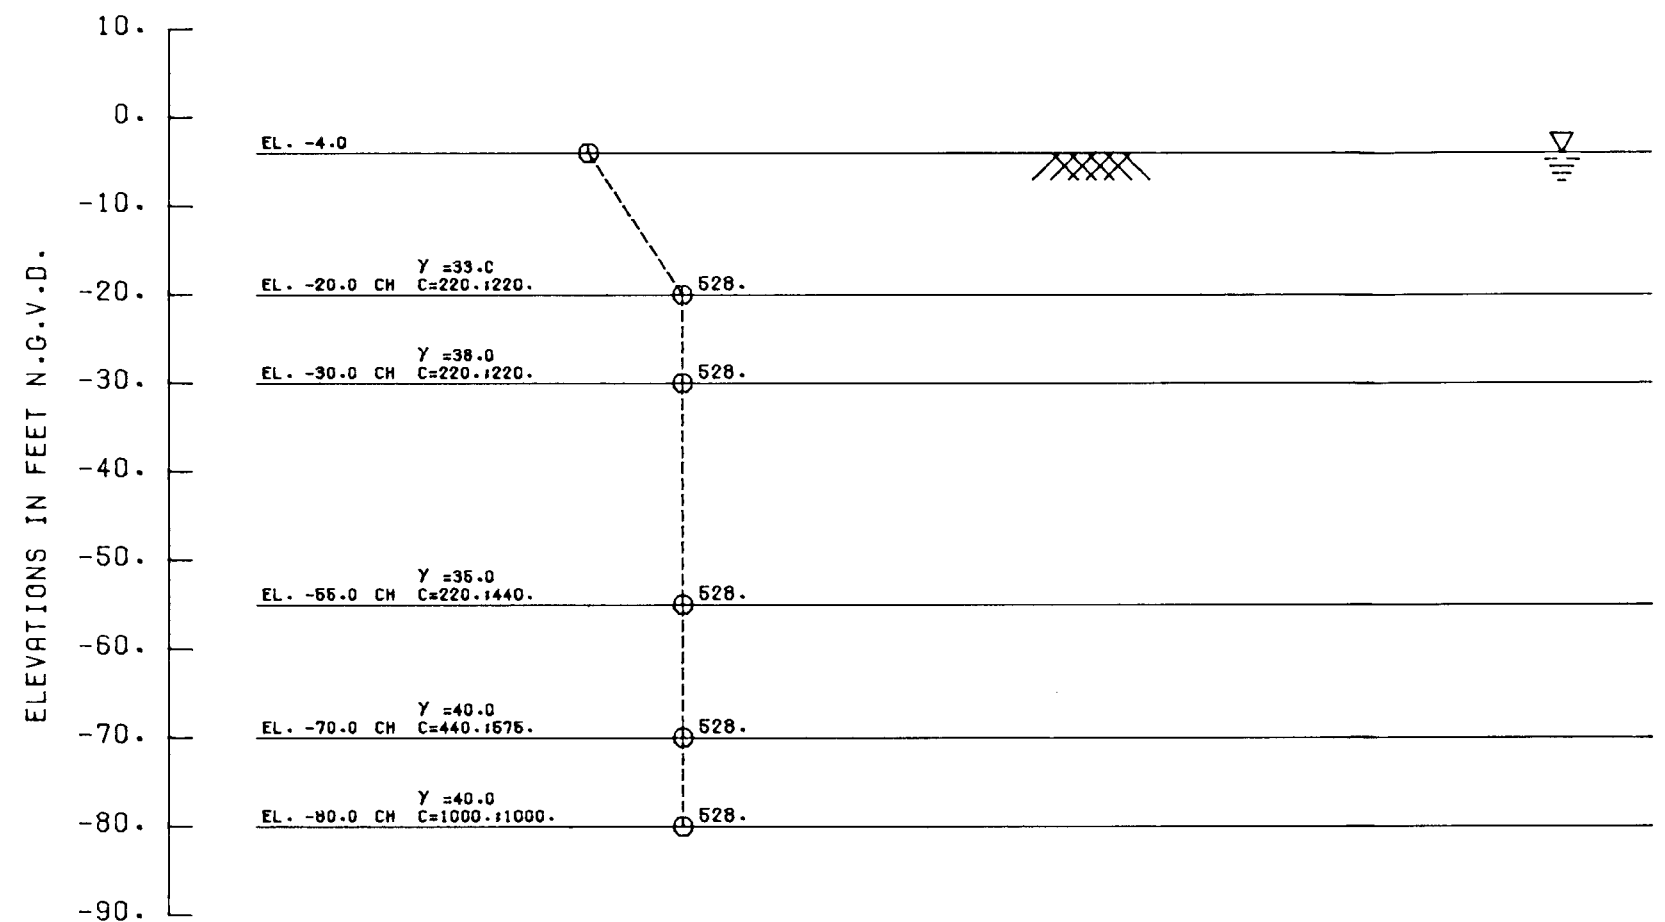 10.
0.
EL. -4.0
-10.
γ =33.0
-20.
EL. -20.0 CH C=220.:220.
528.
γ =38.0
-30.
EL. -30.0 CH C=220.:220.
528.
-40.
-50.
γ =35.0
EL. -55.0 CH C=220.:440.
528.
-60.
γ =40.0
-70.
EL. -70.0 CH C=440.:575.
528.
γ =40.0
-80.
EL. -80.0 CH C=1000.:1000.
528.
-90.
ELEVATIONS IN FEET N.G.V.D.